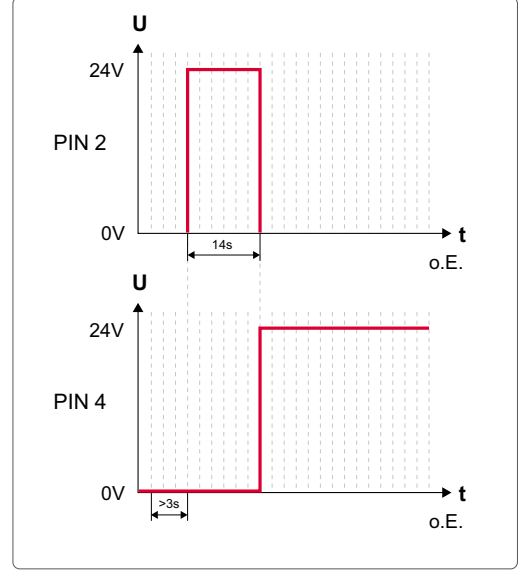 U
24V
PIN 2
0V
t
14s
o.E.
U
24V
PIN 4
0V
t
>3s
o.E.